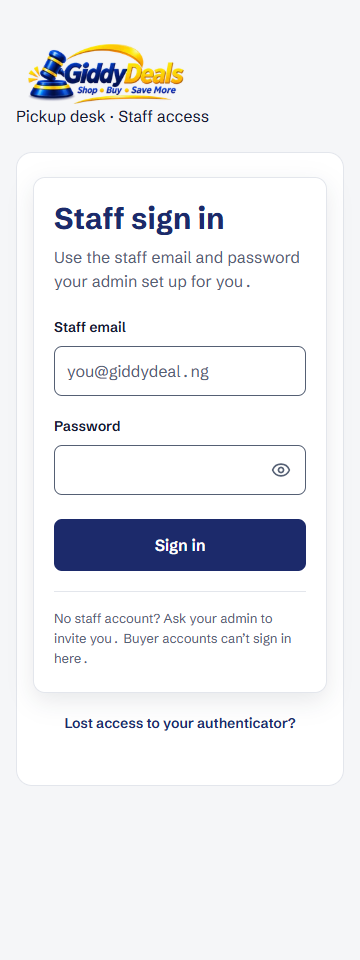 GiddyDeals
Shop • Buy • Save More
Pickup desk · Staff access
Staff sign in
Use the staff email and password
your admin set up for you.
Staff email
you@giddydeal.ng
Password
Sign in
No staff account? Ask your admin to
invite you. Buyer accounts can't sign in
here.
Lost access to your authenticator?